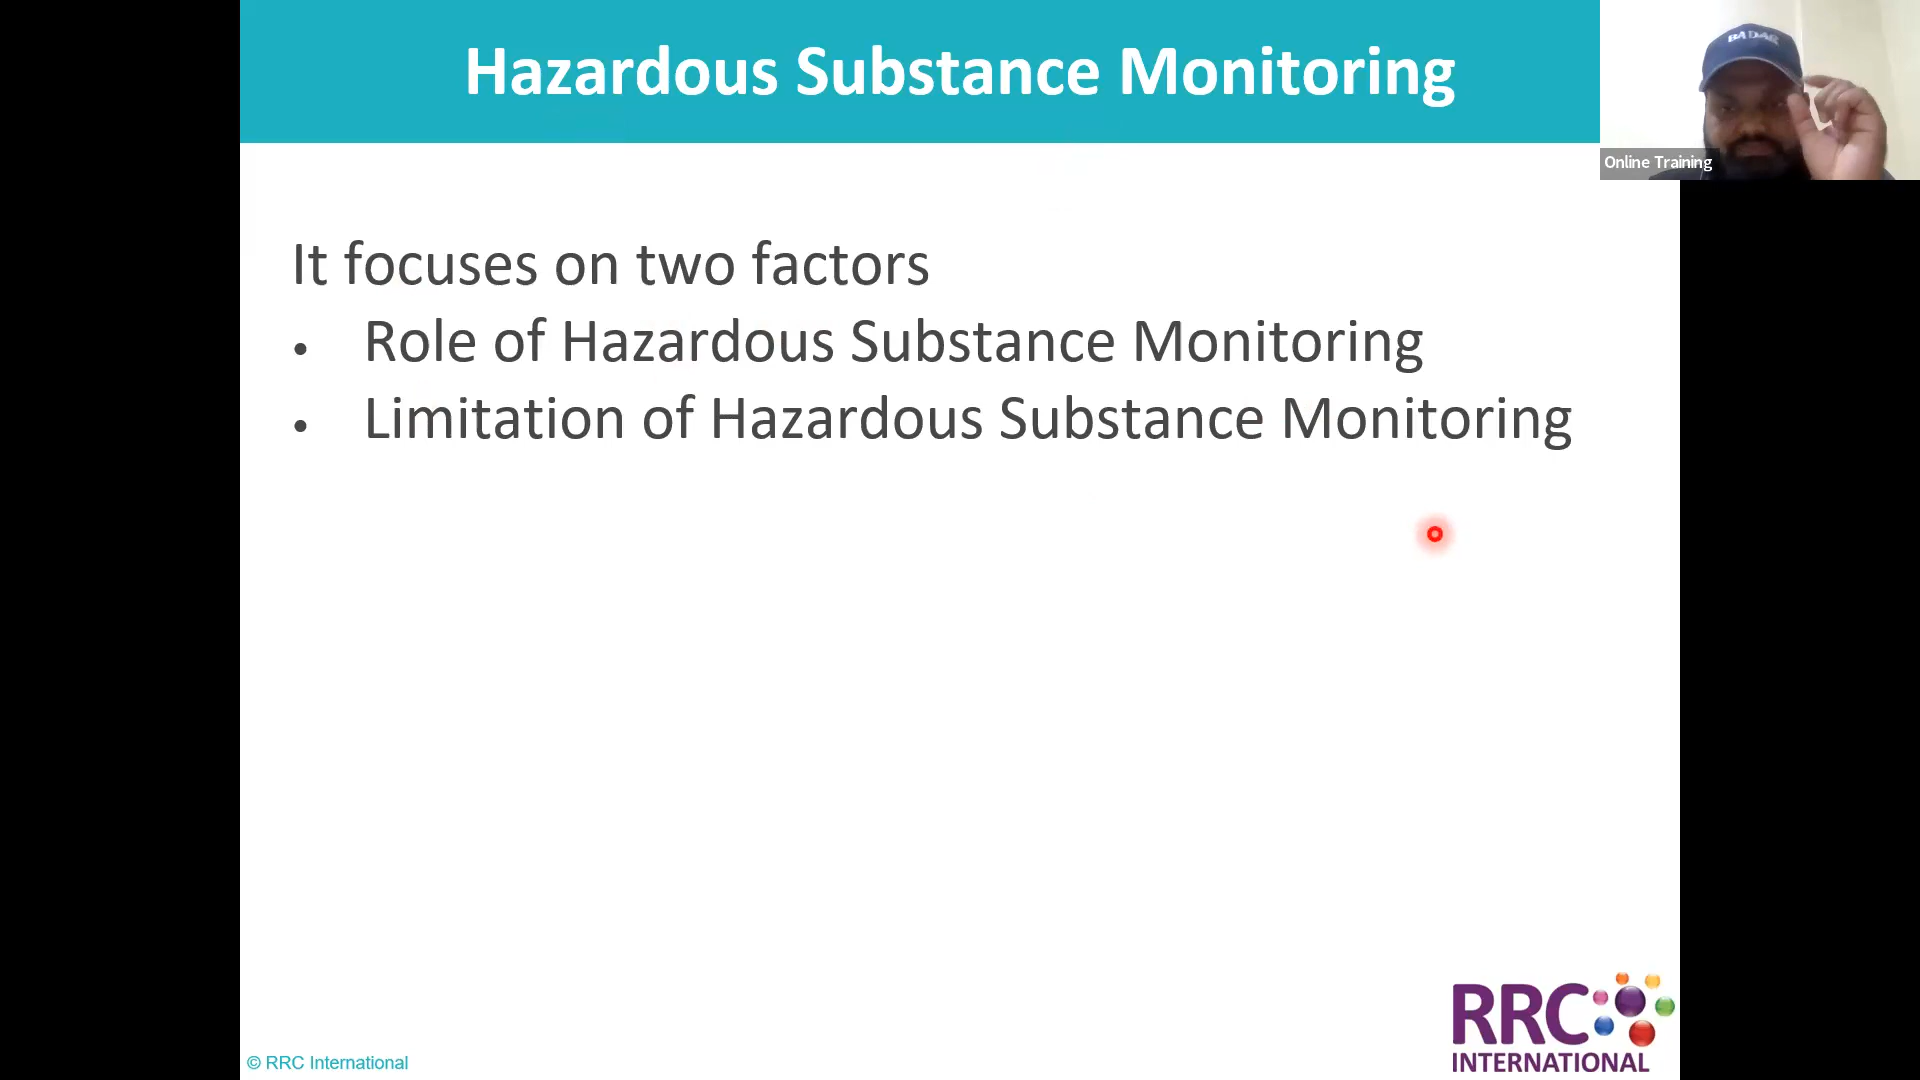 Hazardous Substance Monitoring
BADAR
Online Training
It focuses on two factors
• Role of Hazardous Substance Monitoring
• Limitation of Hazardous Substance Monitoring
RRC
INTERNATIONAL
© RRC International